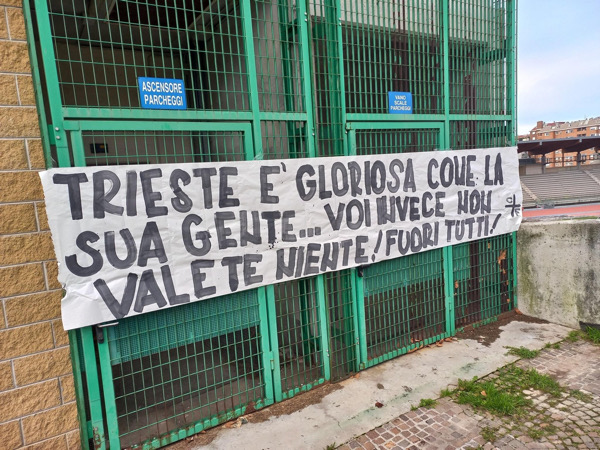 ASCENSORE
PARCHEGGI
VANO
SCALE
PARCHEGGI
TRIESTE E' GLORIOSA COME LA
SUA GENTE... VOI INVECE NON
VALETE NIENTE! FUORI TUTTI!